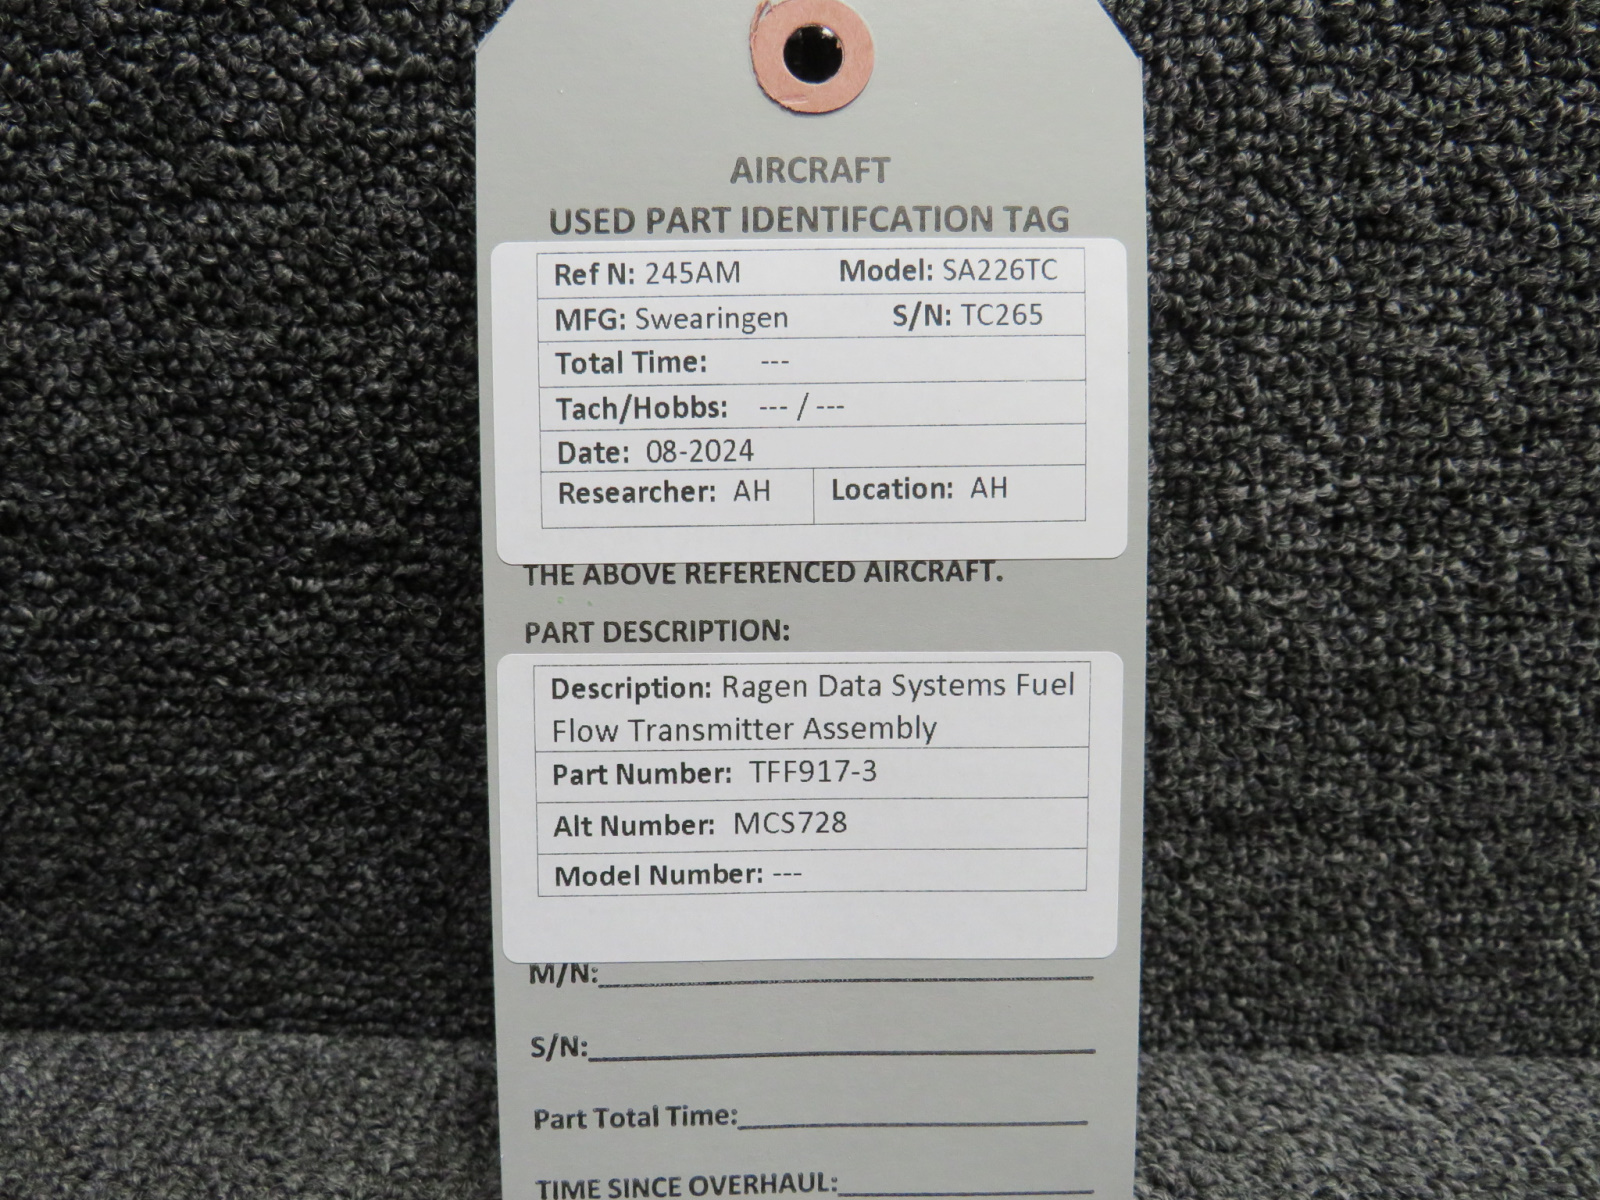 AIRCRAFT
USED PART IDENTIFCATION TAG
Ref N: 245AM Model: SA226TC
MFG: Swearingen S/N: TC265
Total Time: ---
Tach/Hobbs: --- / ---
Date: 08-2024
Researcher: AH Location: AH
THE ABOVE REFERENCED AIRCRAFT.
PART DESCRIPTION:
Description: Ragen Data Systems Fuel
Flow Transmitter Assembly
Part Number: TFF917-3
Alt Number: MCS728
Model Number: ---
M/N:
S/N:
Part Total Time:
TIME SINCE OVERHAUL: